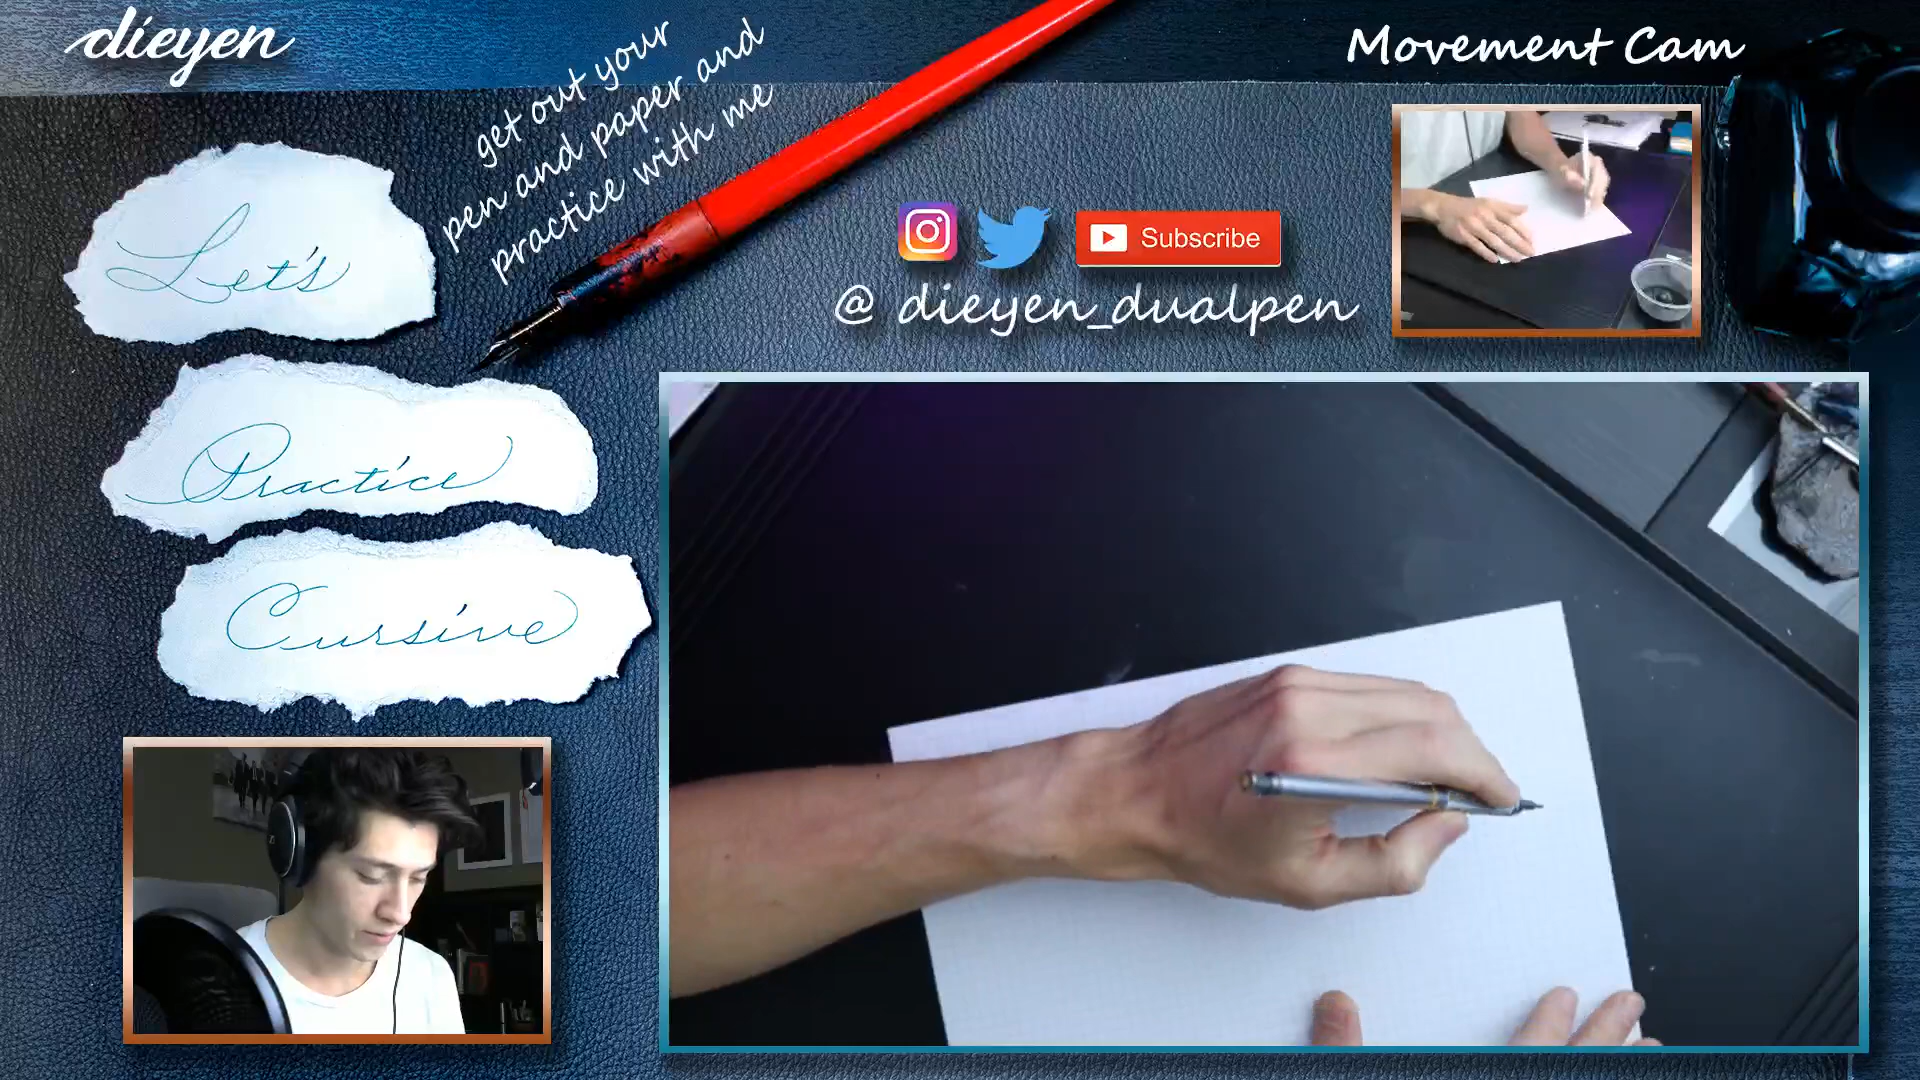 dieyen
get out your
pen and paper and
practice with me
Movement Cam
Let's
Practice
Cursive
Subscribe
@ dieyen_dualpen